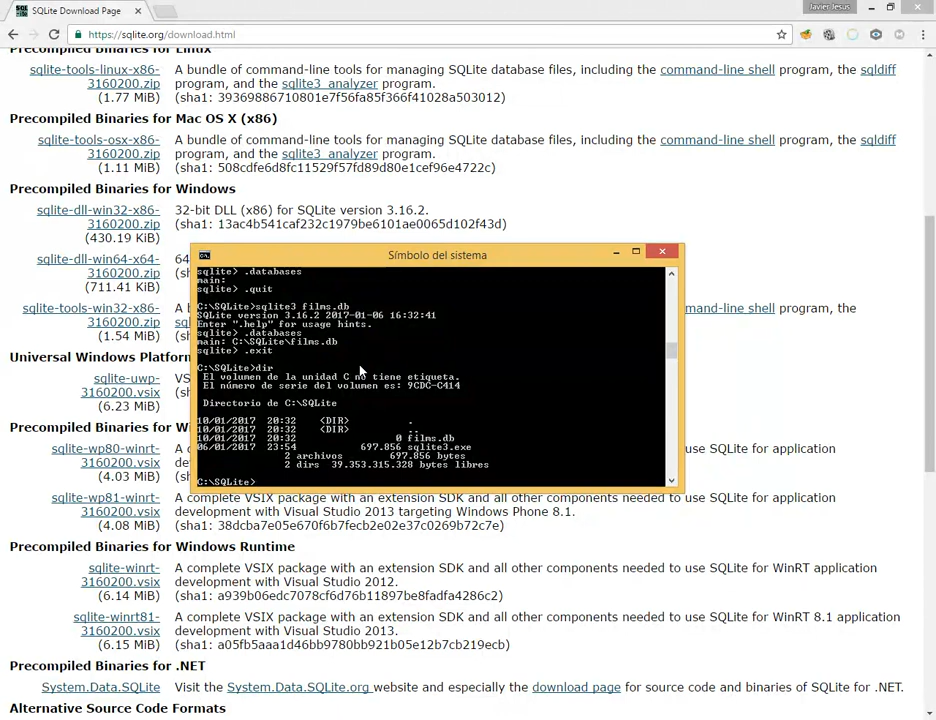 SQLite Download Page
Javier Jesus
https://sqlite.org/download.html
Precompiled Binaries for Linux
sqlite-tools-linux-x86-
3160200.zip
(1.77 MiB)
A bundle of command-line tools for managing SQLite database files, including the command-line shell program, the sqldiff
program, and the sqlite3_analyzer program.
(sha1: 39369886710801e7f56fa85f366f41028a503012)
Precompiled Binaries for Mac OS X (x86)
sqlite-tools-osx-x86-
3160200.zip
(1.11 MiB)
A bundle of command-line tools for managing SQLite database files, including the command-line shell program, the sqldiff
program, and the sqlite3_analyzer program.
(sha1: 508cdfe6d8fc11529f57fd89d80e1cef96e4722c)
Precompiled Binaries for Windows
sqlite-dll-win32-x86-
3160200.zip
(430.19 KiB)
32-bit DLL (x86) for SQLite version 3.16.2.
(sha1: 13ac4b541caf232c1979be6101ae0065d102f43d)
sqlite-dll-win64-x64-
3160200.zip
(711.41 KiB)
64
(sh
sqlite-tools-win32-x86-
3160200.zip
(1.54 MiB)
A
sq
(s
mmand-line shell program, the
Universal Windows Platform
sqlite-uwp-
3160200.vsix
(6.23 MiB)
VS
(s
Precompiled Binaries for Wi
sqlite-wp80-winrt-
3160200.vsix
(4.03 MiB)
A
de
(s
application
sqlite-wp81-winrt-
3160200.vsix
(4.08 MiB)
A complete VSIX package with an extension SDK and all other components needed to use SQLite for application
development with Visual Studio 2013 targeting Windows Phone 8.1.
(sha1: 38dcba7e05e670f6b7fecb2e02e37c0269b72c7e)
Precompiled Binaries for Windows Runtime
sqlite-winrt-
3160200.vsix
(6.14 MiB)
A complete VSIX package with an extension SDK and all other components needed to use SQLite for WinRT application
development with Visual Studio 2012.
(sha1: a939b06edc7078cf6d76b11897be8fadfa4286c2)
sqlite-winrt81-
3160200.vsix
(6.15 MiB)
A complete VSIX package with an extension SDK and all other components needed to use SQLite for WinRT 8.1 application
development with Visual Studio 2013.
(sha1: a05fb5aaa1d46bb9780bb921b05e12b7cb219ecb)
Precompiled Binaries for .NET
System.Data.SQLite
Visit the System.Data.SQLite.org website and especially the download page for source code and binaries of SQLite for .NET.
Alternative Source Code Formats
Símbolo del sistema
sqlite> .databases
main:
sqlite> .quit
C:\SQLite>sqlite3 films.db
SQLite version 3.16.2 2017-01-06 16:32:41
Enter ".help" for usage hints.
sqlite> .databases
main: C:\SQLite\films.db
sqlite> .exit
C:\SQLite>dir
El volumen de la unidad C no tiene etiqueta.
El número de serie del volumen es: 9CDC-C414
Directorio de C:\SQLite
10/01/2017 20:32 <DIR> .
10/01/2017 20:32 <DIR> ..
10/01/2017 20:32 0 films.db
06/01/2017 23:54 697.856 sqlite3.exe
2 archivos 697.856 bytes
2 dirs 39.353.315.328 bytes libres
C:\SQLite>